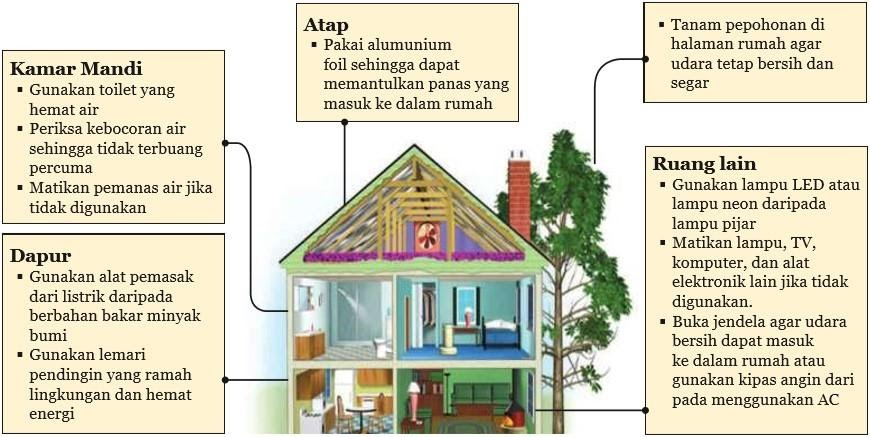 Kamar Mandi
▪ Gunakan toilet yang
hemat air
▪ Periksa kebocoran air
sehingga tidak terbuang
percuma
▪ Matikan pemanas air jika
tidak digunakan
Dapur
▪ Gunakan alat pemasak
dari listrik daripada
berbahan bakar minyak
bumi
▪ Gunakan lemari
pendingin yang ramah
lingkungan dan hemat
energi
Atap
▪ Pakai alumunium
foil sehingga dapat
memantulkan panas yang
masuk ke dalam rumah
▪ Tanam pepohonan di
halaman rumah agar
udara tetap bersih dan
segar
Ruang lain
▪ Gunakan lampu LED atau
lampu neon daripada
lampu pijar
▪ Matikan lampu, TV,
komputer, dan alat
elektronik lain jika tidak
digunakan.
▪ Buka jendela agar udara
bersih dapat masuk
ke dalam rumah atau
gunakan kipas angin dari
pada menggunakan AC